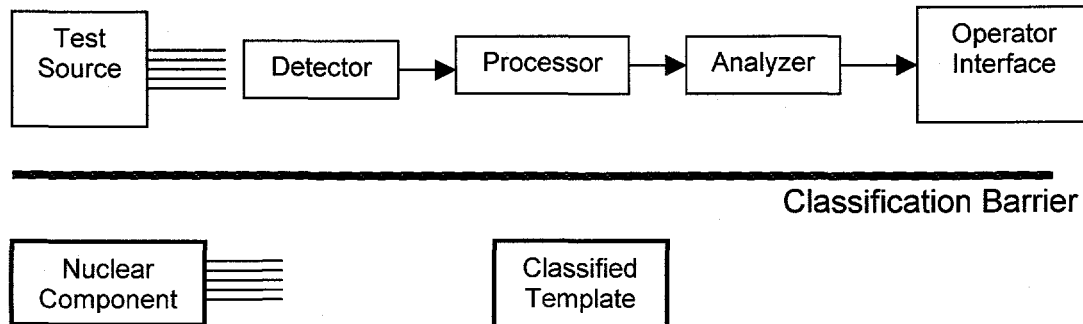 Test
Source
Detector
Processor
Analyzer
Operator
Interface
Classification Barrier
Nuclear
Component
Classified
Template